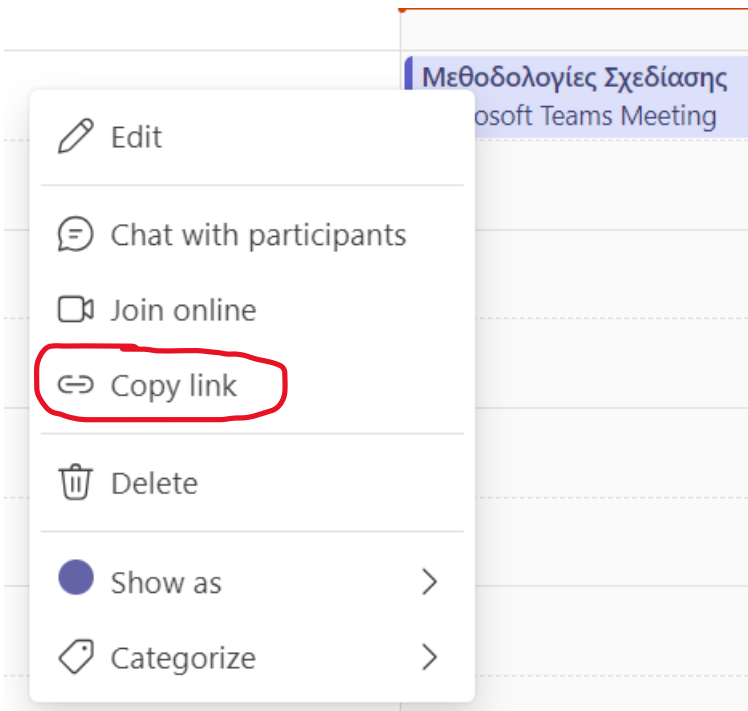 Μεθοδολογίες Σχεδίασης
osoft Teams Meeting
Edit
Chat with participants
Join online
Copy link
Delete
Show as
Categorize